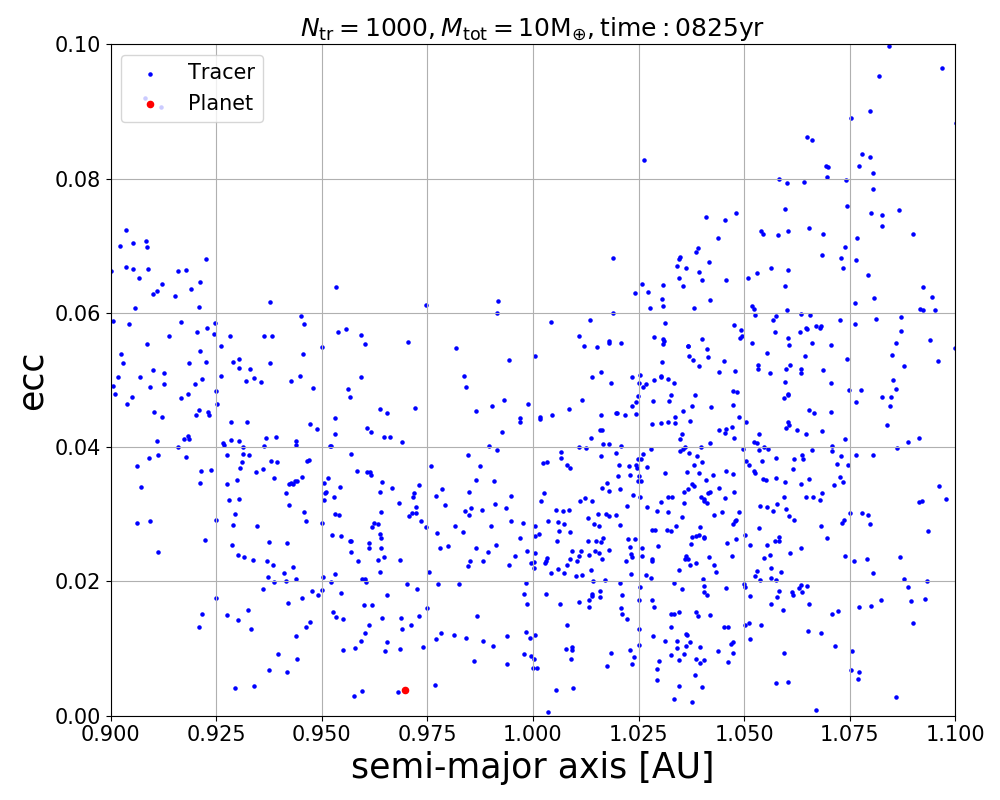 N_tr = 1000, M_tot = 10M_⊕, time : 0825yr
0.10
Tracer
Planet
0.08
0.06
ecc
0.04
0.02
0.00
0.900 0.925 0.950 0.975 1.000 1.025 1.050 1.075 1.100
semi-major axis [AU]